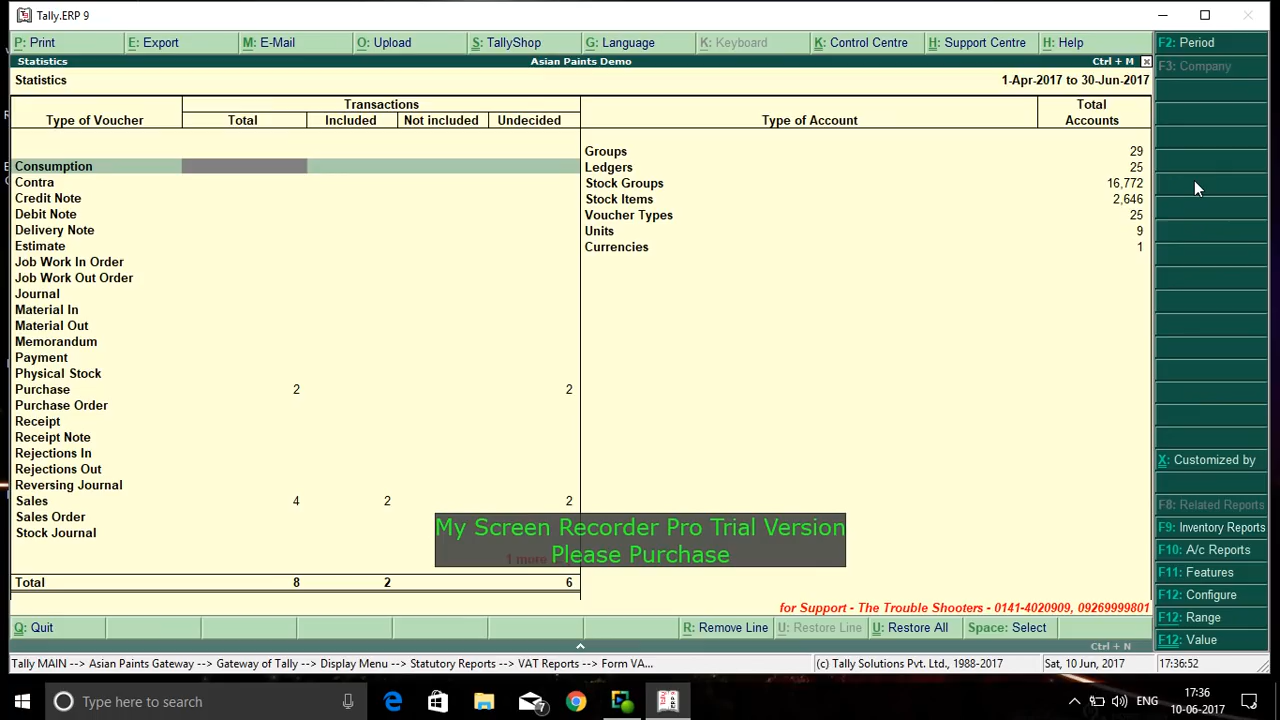 Tally.ERP 9
P: Print E: Export M: E-Mail O: Upload S: TallyShop G: Language K: Keyboard K: Control Centre H: Support Centre H: Help
Statistics Asian Paints Demo Ctrl + M
Statistics 1-Apr-2017 to 30-Jun-2017
Type of Voucher Transactions Type of Account Total Accounts
Total Included Not included Undecided
Consumption
Contra
Credit Note
Debit Note
Delivery Note
Estimate
Job Work In Order
Job Work Out Order
Journal
Material In
Material Out
Memorandum
Payment
Physical Stock
Purchase 2 2
Purchase Order
Receipt
Receipt Note
Rejections In
Rejections Out
Reversing Journal
Sales 4 2 2
Sales Order
Stock Journal
1 more
Total 8 2 6
Groups 29
Ledgers 25
Stock Groups 16,772
Stock Items 2,646
Voucher Types 25
Units 9
Currencies 1
My Screen Recorder Pro Trial Version
Please Purchase
for Support - The Trouble Shooters - 0141-4020909, 09269999801
F2: Period
F3: Company
X: Customized by
F8: Related Reports
F9: Inventory Reports
F10: A/c Reports
F11: Features
F12: Configure
F12: Range
F12: Value
Q: Quit R: Remove Line U: Restore Line U: Restore All Space: Select
Ctrl + N
Tally MAIN --> Asian Paints Gateway --> Gateway of Tally --> Display Menu --> Statutory Reports --> VAT Reports --> Form VA... (c) Tally Solutions Pvt. Ltd., 1988-2017 Sat, 10 Jun, 2017 17:36:52
Type here to search 7 ENG 17:36
10-06-2017